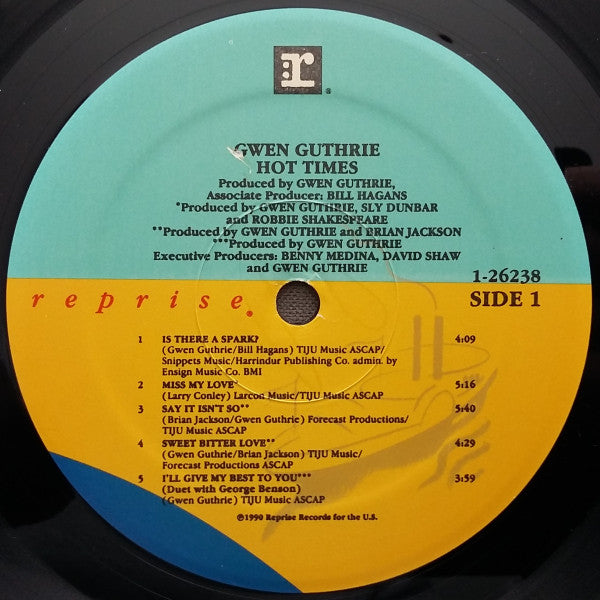 :r
®
GWEN GUTHRIE
HOT TIMES
Produced by GWEN GUTHRIE,
Associate Producer: BILL HAGANS
*Produced by GWEN GUTHRIE, SLY DUNBAR
and ROBBIE SHAKESPEARE
**Produced by GWEN GUTHRIE and BRIAN JACKSON
***Produced by GWEN GUTHRIE
Executive Producers: BENNY MEDINA, DAVID SHAW
and GWEN GUTHRIE
1-26238
reprise.
SIDE 1
1 IS THERE A SPARK? 4:09
(Gwen Guthrie/Bill Hagans) TIJU Music ASCAP/
Snippets Music/Harrindur Publishing Co. admin. by
Ensign Music Co. BMI
2 MISS MY LOVE* 5:16
(Larry Conley) Larcon Music/TIJU Music ASCAP
3 SAY IT ISN'T SO** 5:40
(Brian Jackson/Gwen Guthrie) Forecast Productions/
TIJU Music ASCAP
4 SWEET BITTER LOVE** 4:29
(Gwen Guthrie/Brian Jackson) TIJU Music/
Forecast Productions ASCAP
5 I'LL GIVE MY BEST TO YOU*** 3:59
(Duet with George Benson)
(Gwen Guthrie) TIJU Music ASCAP
℗1990 Reprise Records for the U.S.